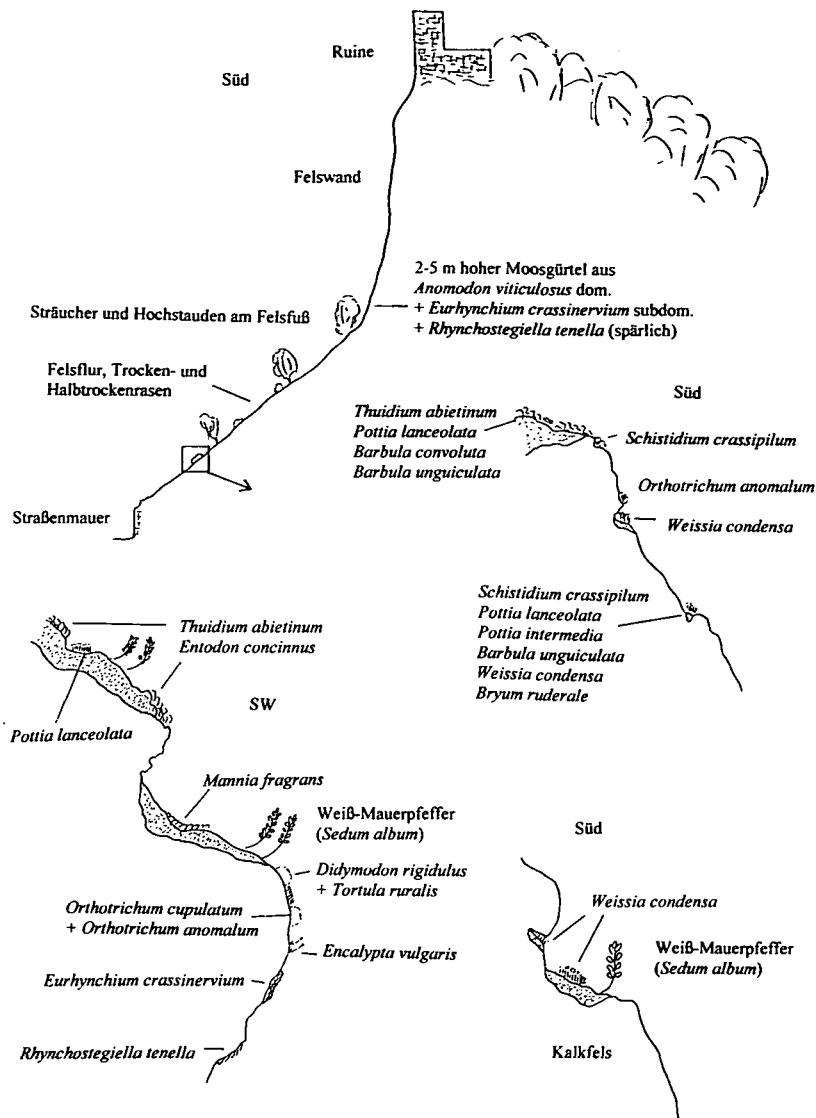 Ruine
Süd
Felswand
2-5 m hoher Moosgürtel aus
Anomodon viticulosus dom.
+ Eurhynchium crassinervium subdom.
+ Rhynchostegiella tenella (spärlich)
Sträucher und Hochstauden am Felsfuß
Felsflur, Trocken- und
Halbtrockenrasen
Straßenmauer
Süd
Thuidium abietinum
Pottia lanceolata
Barbula convoluta
Barbula unguiculata
Schistidium crassipilum
Orthotrichum anomalum
Weissia condensa
Schistidium crassipilum
Pottia lanceolata
Pottia intermedia
Barbula unguiculata
Weissia condensa
Bryum ruderale
Thuidium abietinum
Entodon concinnus
SW
Pottia lanceolata
Mannia fragrans
Weiß-Mauerpfeffer
(Sedum album)
Didymodon rigidulus
+ Tortula ruralis
Orthotrichum cupulatum
+ Orthotrichum anomalum
Encalypta vulgaris
Eurhynchium crassinervium
Rhynchostegiella tenella
Süd
Weissia condensa
Weiß-Mauerpfeffer
(Sedum album)
Kalkfels